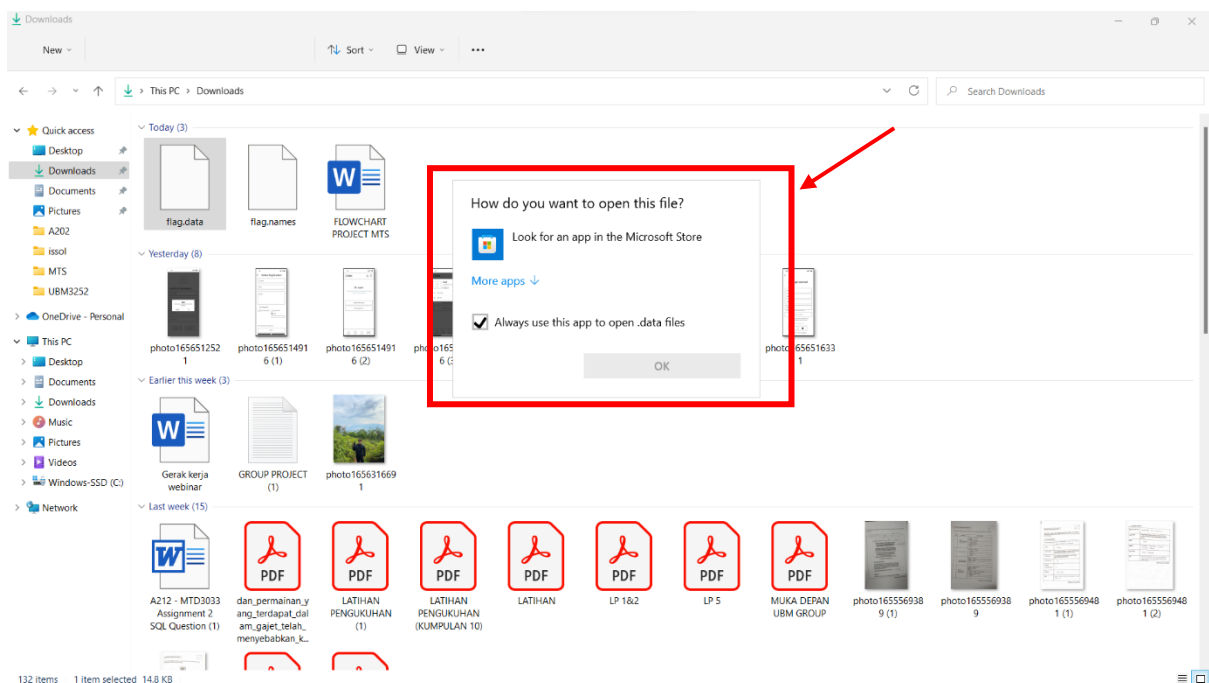 Downloads
New
Sort
View
This PC > Downloads
Search Downloads
Quick access
Desktop
Downloads
Documents
Pictures
A202
issol
MTS
UBM3252
OneDrive - Personal
This PC
Desktop
Documents
Downloads
Music
Pictures
Videos
Windows-SSD (C:)
Network
Today (3)
flag.data
flag.names
FLOWCHART
PROJECT MTS
Yesterday (8)
photo165651252
1
photo165651491
6 (1)
photo165651491
6 (2)
photo165651633
1
How do you want to open this file?
Look for an app in the Microsoft Store
More apps ↓
Always use this app to open .data files
OK
Earlier this week (3)
Gerak kerja
webinar
GROUP PROJECT
(1)
photo165631669
1
Last week (15)
A212 - MTD3033
Assignment 2
SQL Question (1)
PDF
dan_permainan_y
ang_terdapat_dal
am_gajet_telah_
menyebabkan_k...
PDF
LATIHAN
PENGUKUHAN
(1)
PDF
LATIHAN
PENGUKUHAN
(KUMPULAN 10)
PDF
LATIHAN
PDF
LP 1&2
PDF
LP 5
PDF
MUKA DEPAN
UBM GROUP
photo165556938
9 (1)
photo165556938
9
photo165556948
1 (1)
photo165556948
1 (2)
132 items 1 item selected 14.8 KB